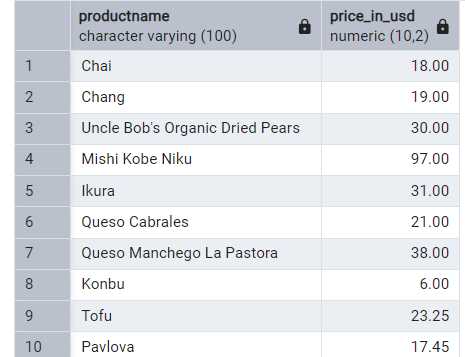 productname price_in_usd
character varying (100) numeric (10,2)
1 Chai 18.00
2 Chang 19.00
3 Uncle Bob's Organic Dried Pears 30.00
4 Mishi Kobe Niku 97.00
5 Ikura 31.00
6 Queso Cabrales 21.00
7 Queso Manchego La Pastora 38.00
8 Konbu 6.00
9 Tofu 23.25
10 Pavlova 17.45